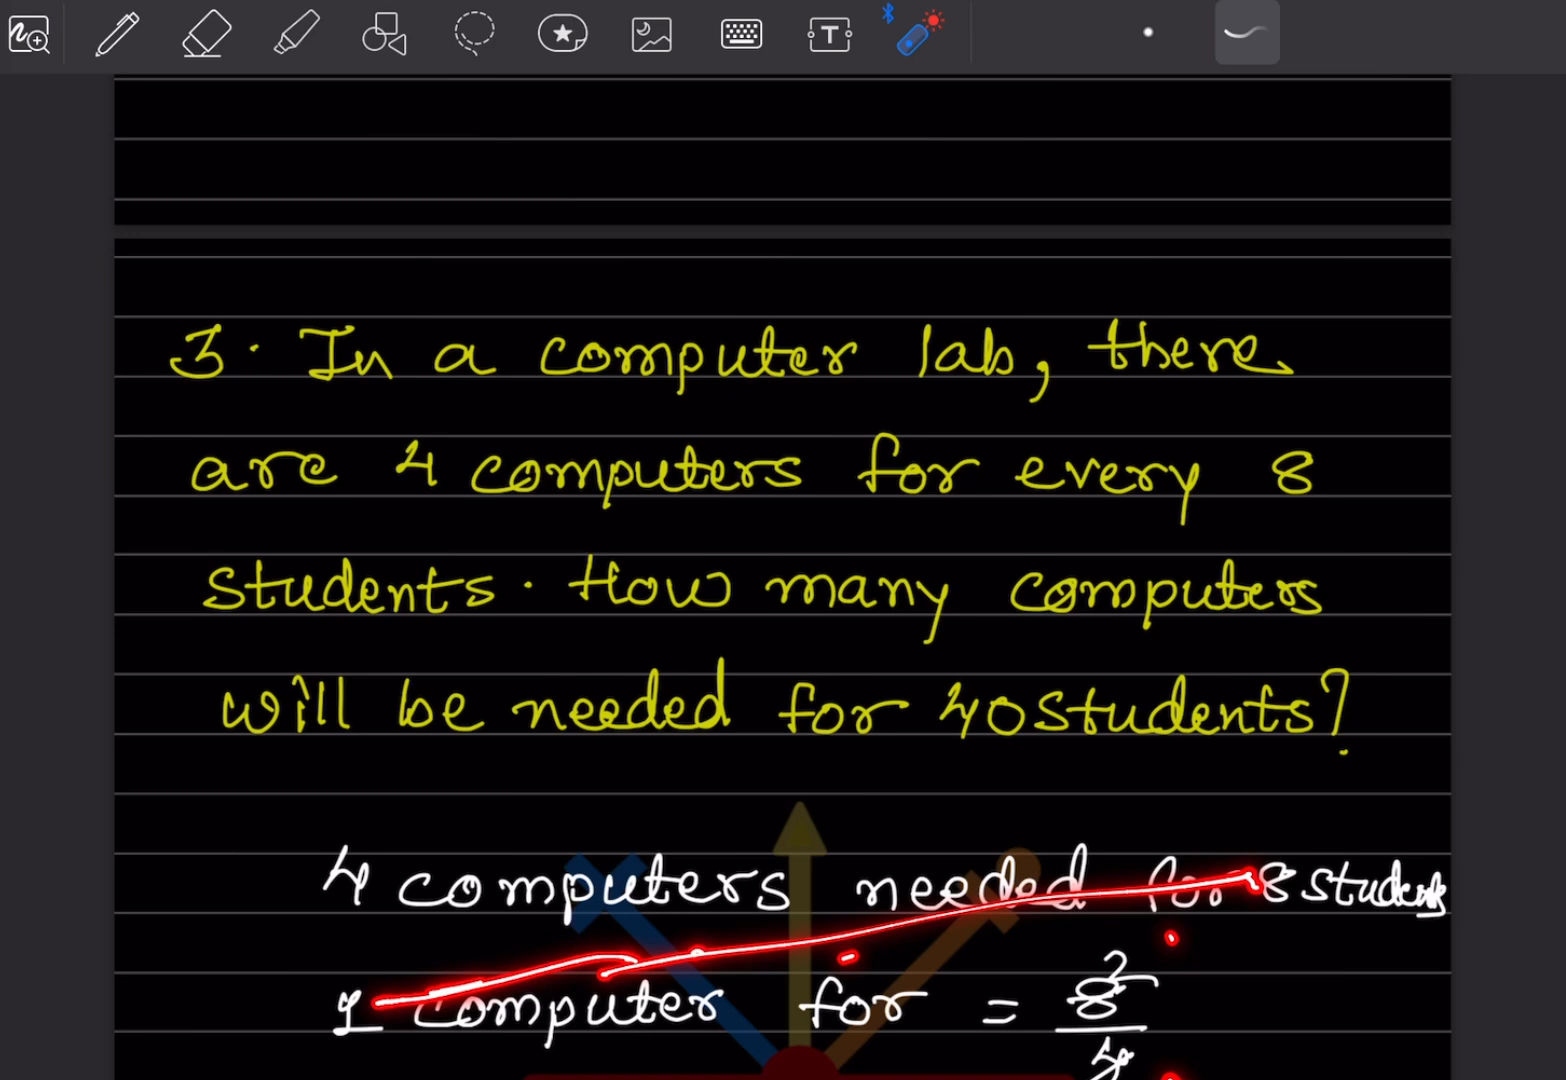 3. In a computer lab, there
are 4 computers for every 8
students. How many computers
will be needed for 40 students?
4 computers needed for 8 students
1 computer for = 8/4
2